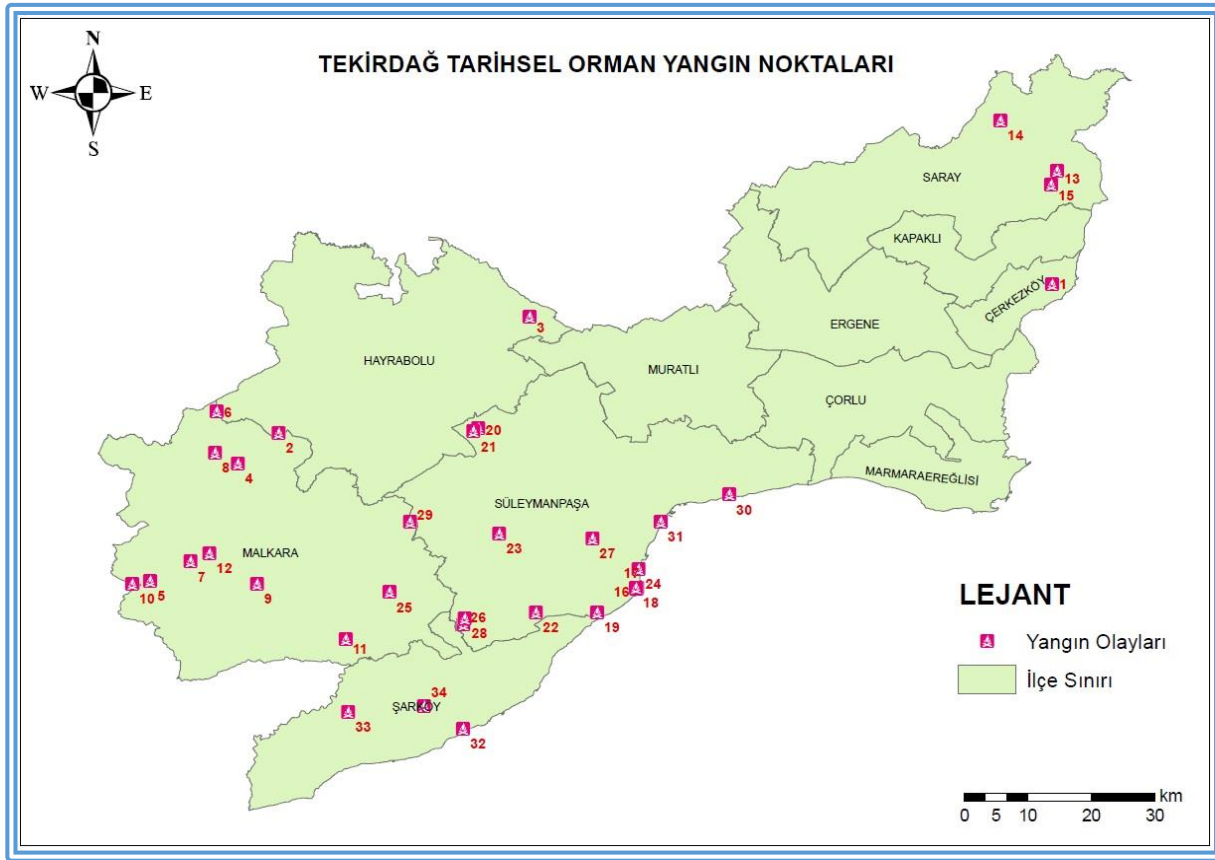 N
W E
S
TEKİRDAĞ TARİHSEL ORMAN YANGIN NOKTALARI
14
SARAY
13
15
KAPAKLI
1
ÇERKEZKÖY
3
ERGENE
HAYRABOLU
MURATLI
ÇORLU
6
2
20
21
8
4
MARMARAEREĞLİSİ
SÜLEYMANPAŞA
30
29
31
23
27
MALKARA
12
7
17
24
10
5
9
25
16
18
26
28
22
19
11
34
ŞARKÖY
33
32
LEJANT
Yangın Olayları
İlçe Sınırı
km
0 5 10 20 30